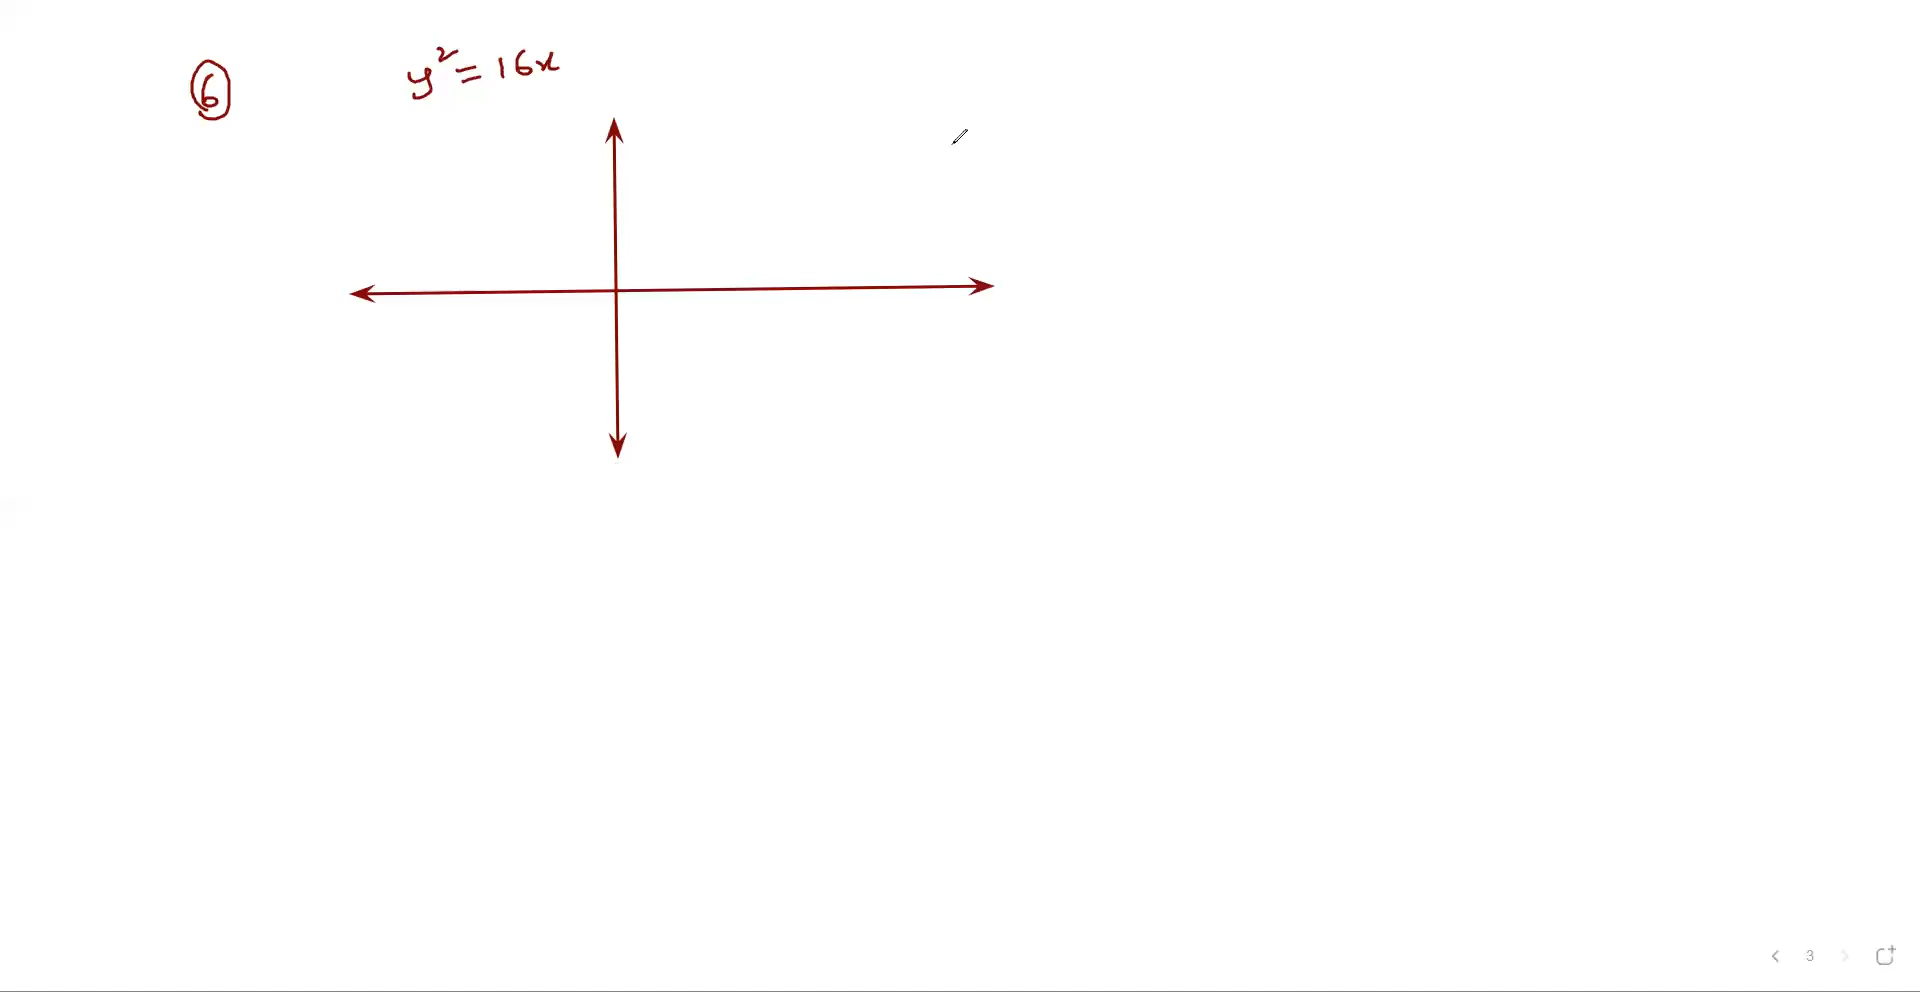 ⑥ y² = 16x
3